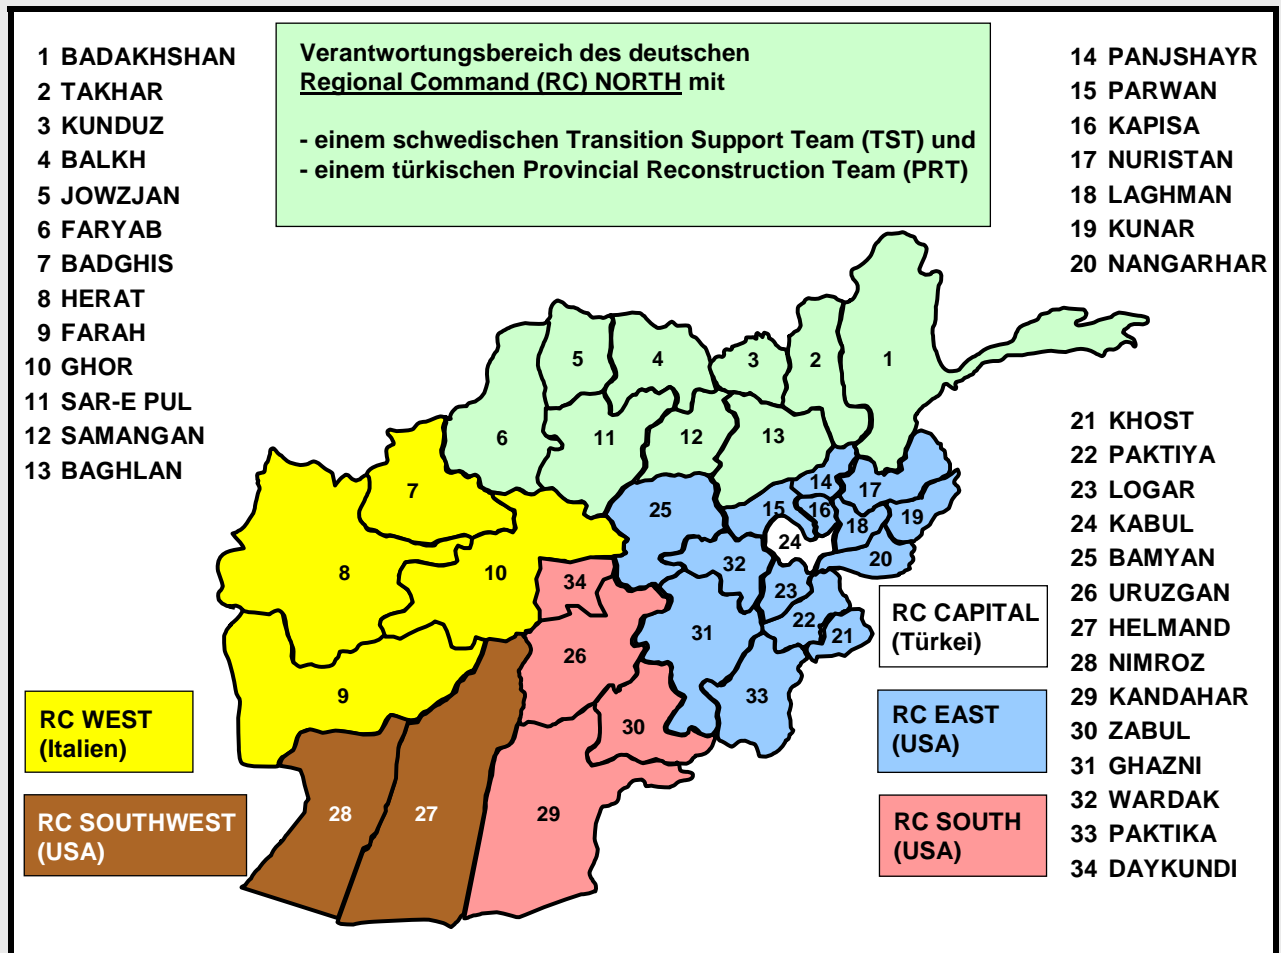 1 BADAKHSHAN
2 TAKHAR
3 KUNDUZ
4 BALKH
5 JOWZJAN
6 FARYAB
7 BADGHIS
8 HERAT
9 FARAH
10 GHOR
11 SAR-E PUL
12 SAMANGAN
13 BAGHLAN
Verantwortungsbereich des deutschen
Regional Command (RC) NORTH mit
- einem schwedischen Transition Support Team (TST) und
- einem türkischen Provincial Reconstruction Team (PRT)
14 PANJSHAYR
15 PARWAN
16 KAPISA
17 NURISTAN
18 LAGHMAN
19 KUNAR
20 NANGARHAR
21 KHOST
22 PAKTIYA
23 LOGAR
24 KABUL
25 BAMYAN
26 URUZGAN
27 HELMAND
28 NIMROZ
29 KANDAHAR
30 ZABUL
31 GHAZNI
32 WARDAK
33 PAKTIKA
34 DAYKUNDI
5
4
3
2
1
6
11
12
13
7
14
17
25
15
16
18
19
24
20
32
8
10
34
23
22
21
31
26
33
9
30
28
27
29
RC WEST
(Italien)
RC SOUTHWEST
(USA)
RC CAPITAL
(Türkei)
RC EAST
(USA)
RC SOUTH
(USA)